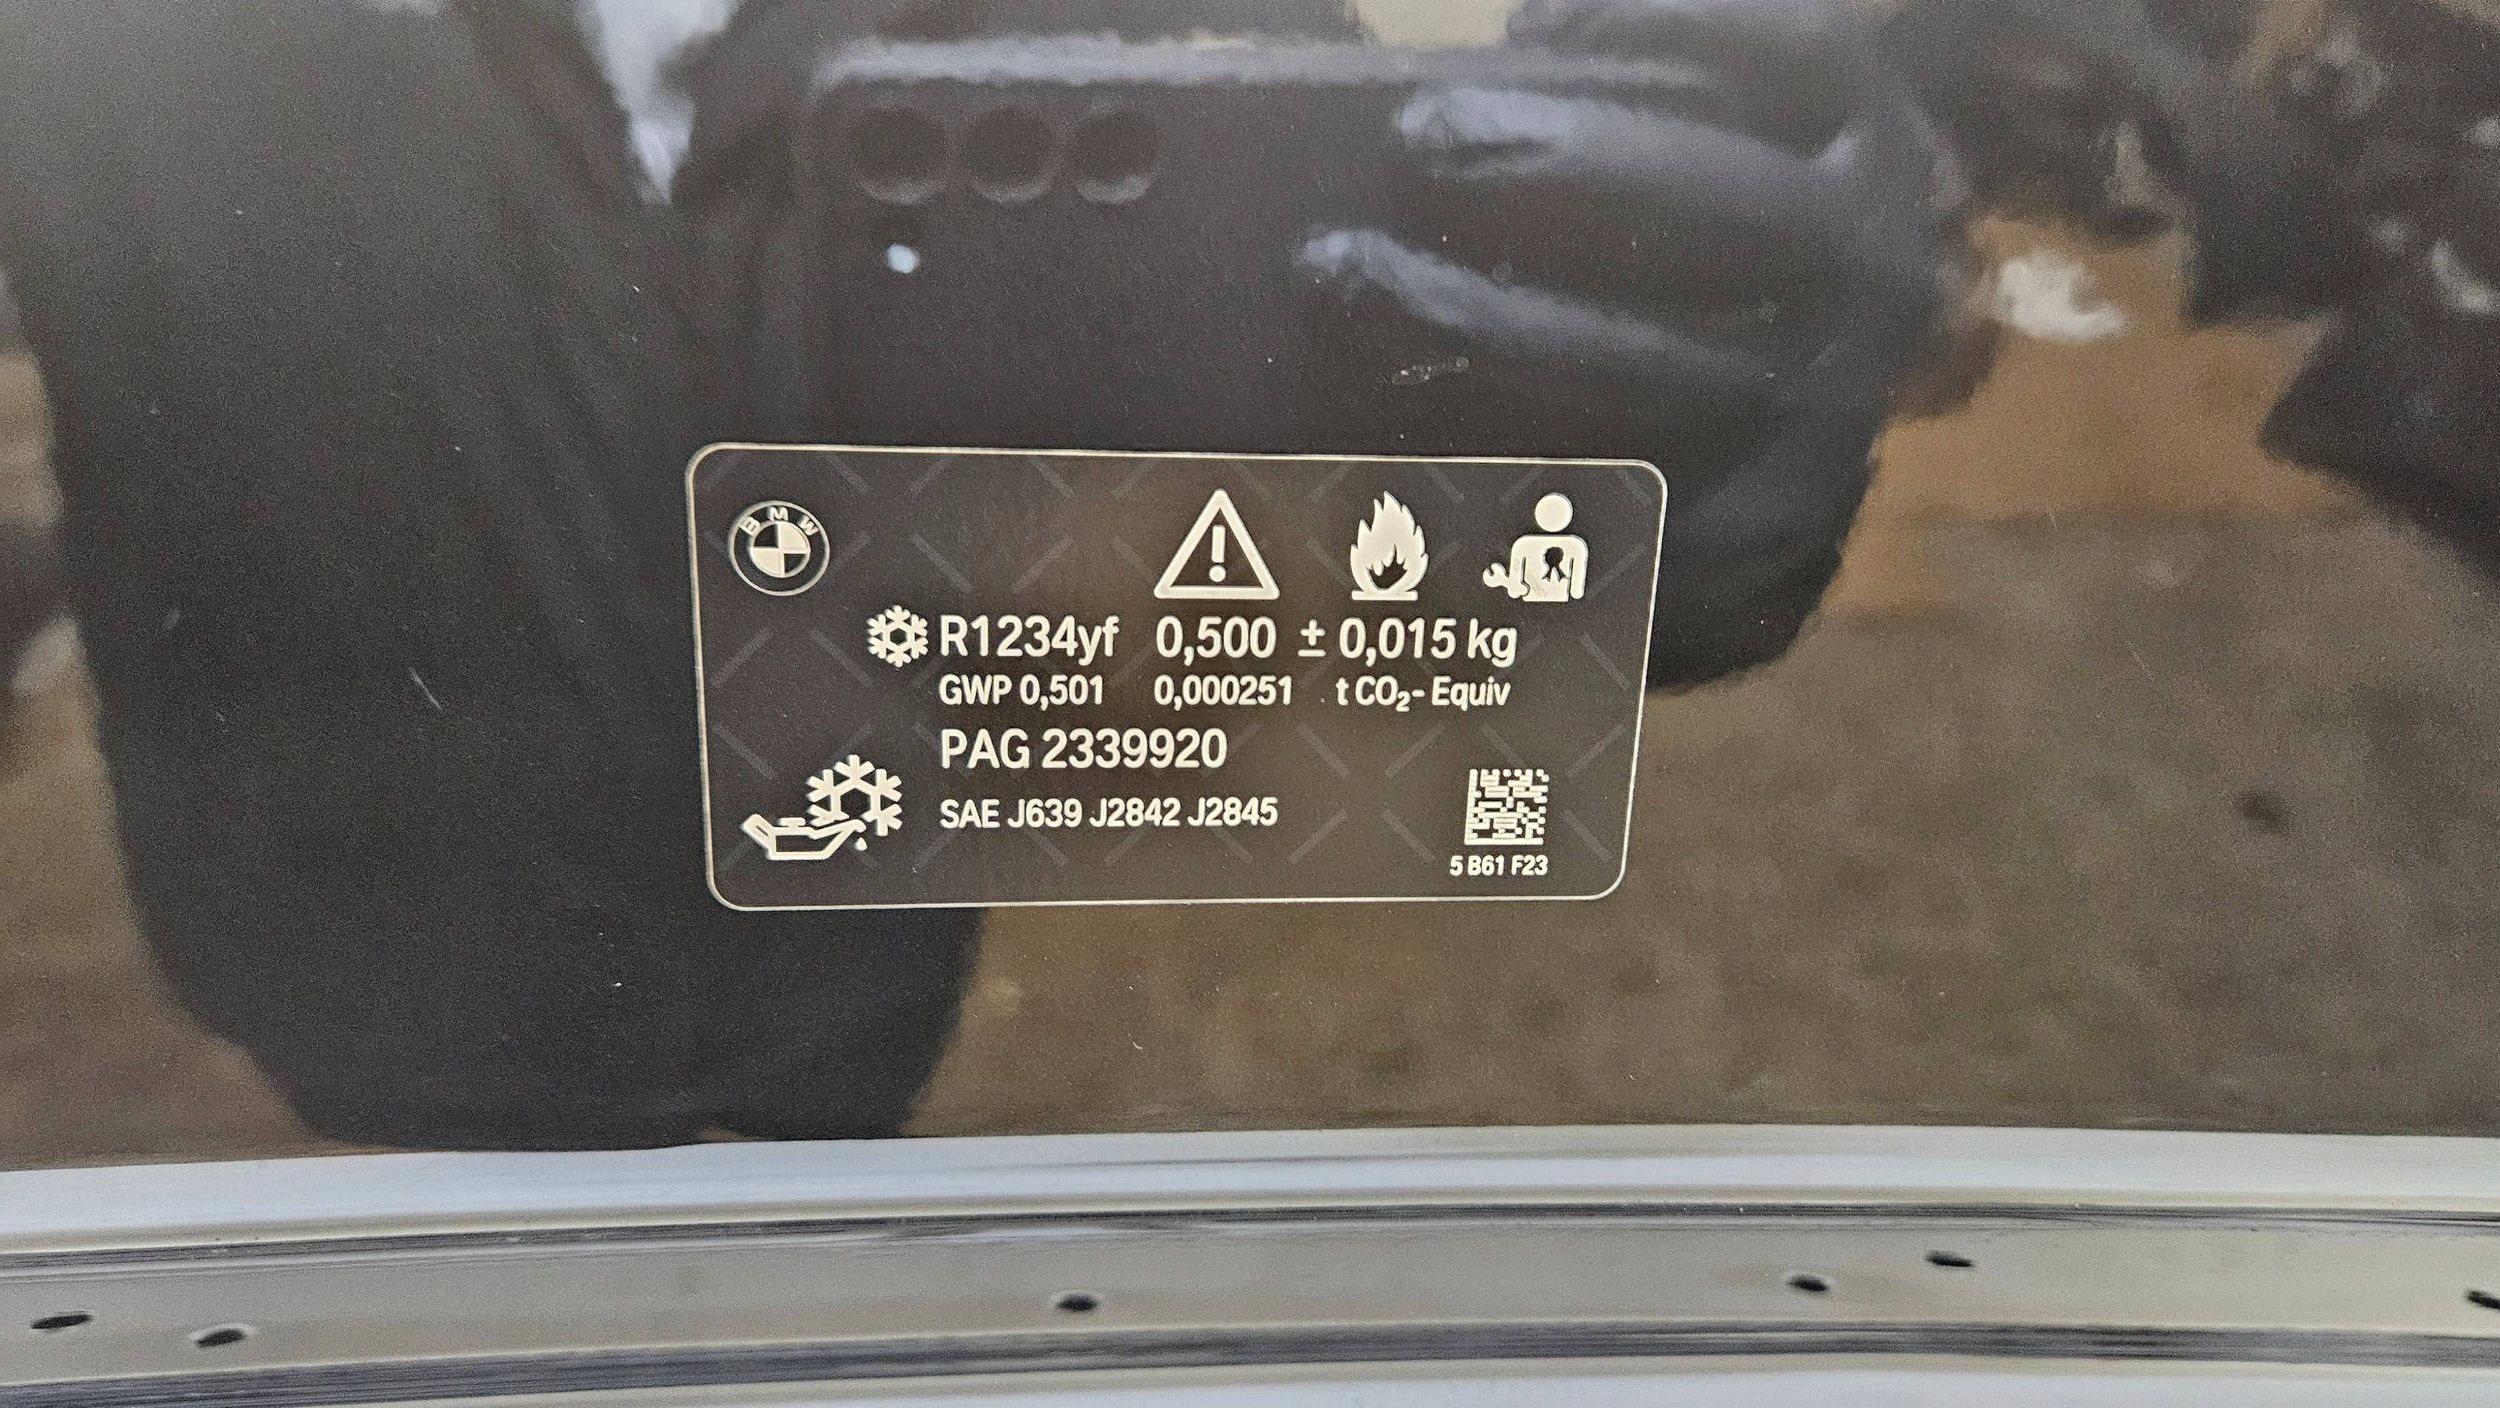 BMW
R1234yf 0,500 ± 0,015 kg
GWP 0,501 0,000251 t CO₂- Equiv
PAG 2339920
SAE J639 J2842 J2845
5 B61 F23